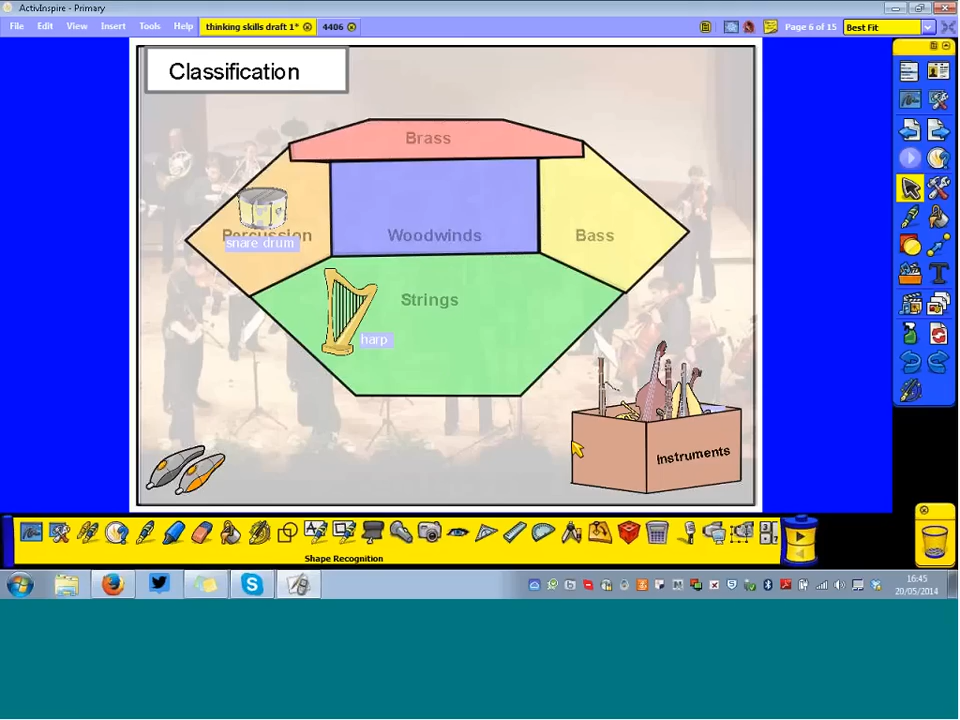 ActivInspire - Primary
File Edit View Insert Tools Help thinking skills draft 1* 4406 Page 6 of 15 Best Fit
Classification
Brass
Percussion Woodwinds Bass
snare drum
Strings
harp
Instruments
Shape Recognition
16:45
20/05/2014